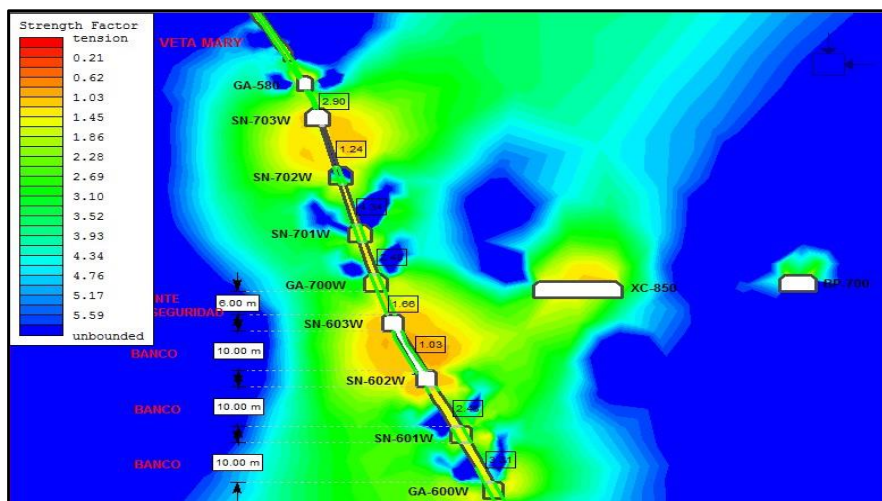 Strength Factor
tension
0.21
0.62
1.03
1.45
1.86
2.28
2.69
3.10
3.52
3.93
4.34
4.76
5.17
5.59
unbounded
VETA MARY
GA-580
2.90
SN-703W
1.24
SN-702W
SN-701W
GA-700W
XC-850
NTE
6.00 m
1.66
SEGURIDAD
SN-603W
BANCO
10.00 m
1.03
SN-602W
BANCO
10.00 m
SN-601W
BANCO
10.00 m
GA-600W